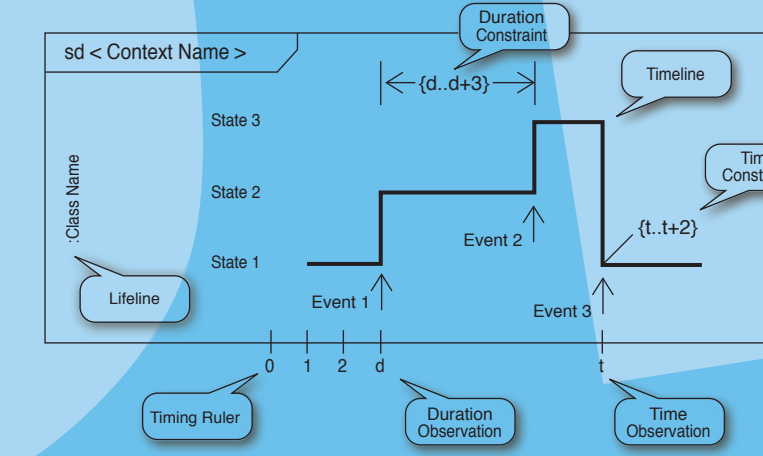 Duration
Constraint
sd < Context Name >
{d..d+3}
Timeline
State 3
:Class Name
State 2
{t..t+2}
Event 2
State 1
Lifeline
Event 1
Event 3
0 1 2 d t
Timing Ruler
Duration
Observation
Time
Observation